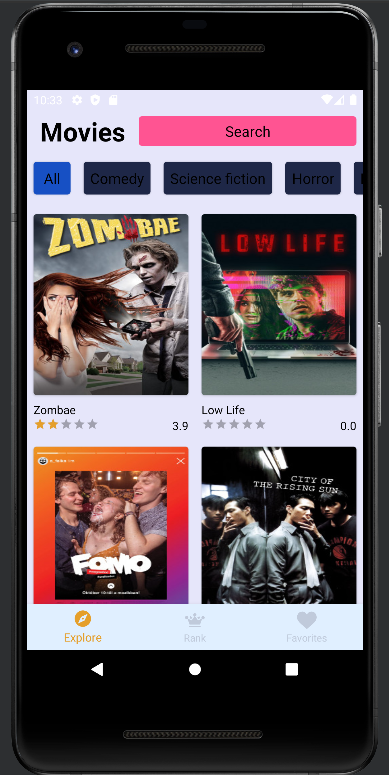 10:33
Movies
Search
All
Comedy
Science fiction
Horror
ZOMBAE
LOW LIFE
Zombae
3.9
Low Life
0.0
FOMO
CITY OF
THE RISING SUN
Explore
Rank
Favorites